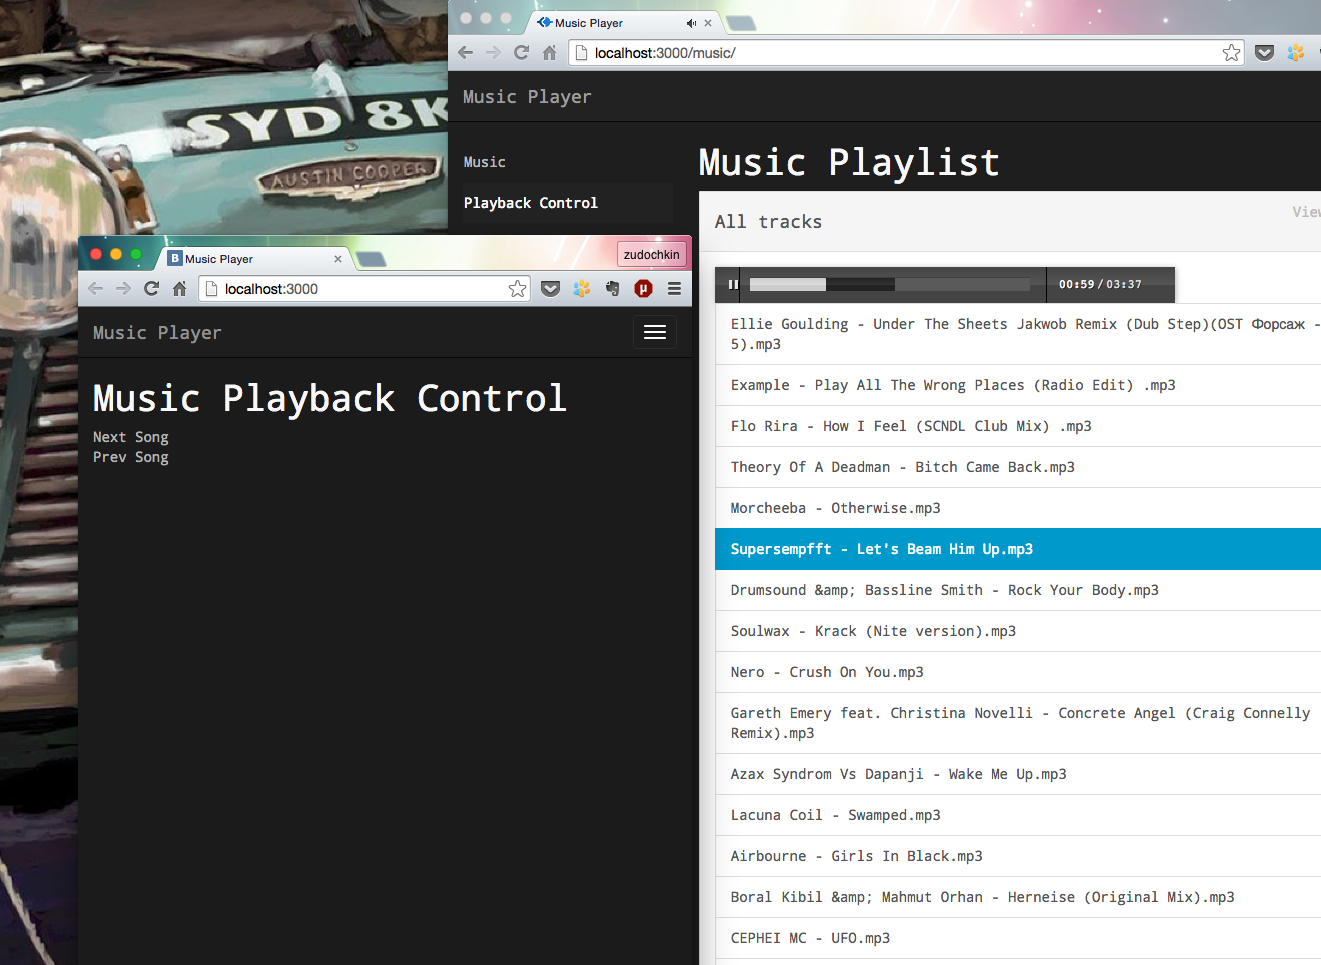 SYD 8K
AUSTIN COOPER
Music Player
localhost:3000/music/
Music Player
Music
Playback Control
Music Playlist
All tracks
View
00:59 / 03:37
Ellie Goulding - Under The Sheets Jakwob Remix (Dub Step)(OST Форсаж -
5).mp3
Example - Play All The Wrong Places (Radio Edit) .mp3
Flo Rira - How I Feel (SCNDL Club Mix) .mp3
Theory Of A Deadman - Bitch Came Back.mp3
Morcheeba - Otherwise.mp3
Supersempfft - Let's Beam Him Up.mp3
Drumsound &amp; Bassline Smith - Rock Your Body.mp3
Soulwax - Krack (Nite version).mp3
Nero - Crush On You.mp3
Gareth Emery feat. Christina Novelli - Concrete Angel (Craig Connelly
Remix).mp3
Azax Syndrom Vs Dapanji - Wake Me Up.mp3
Lacuna Coil - Swamped.mp3
Airbourne - Girls In Black.mp3
Boral Kibil &amp; Mahmut Orhan - Herneise (Original Mix).mp3
CEPHEI MC - UFO.mp3
B Music Player
zudochkin
localhost:3000
Music Player
Music Playback Control
Next Song
Prev Song